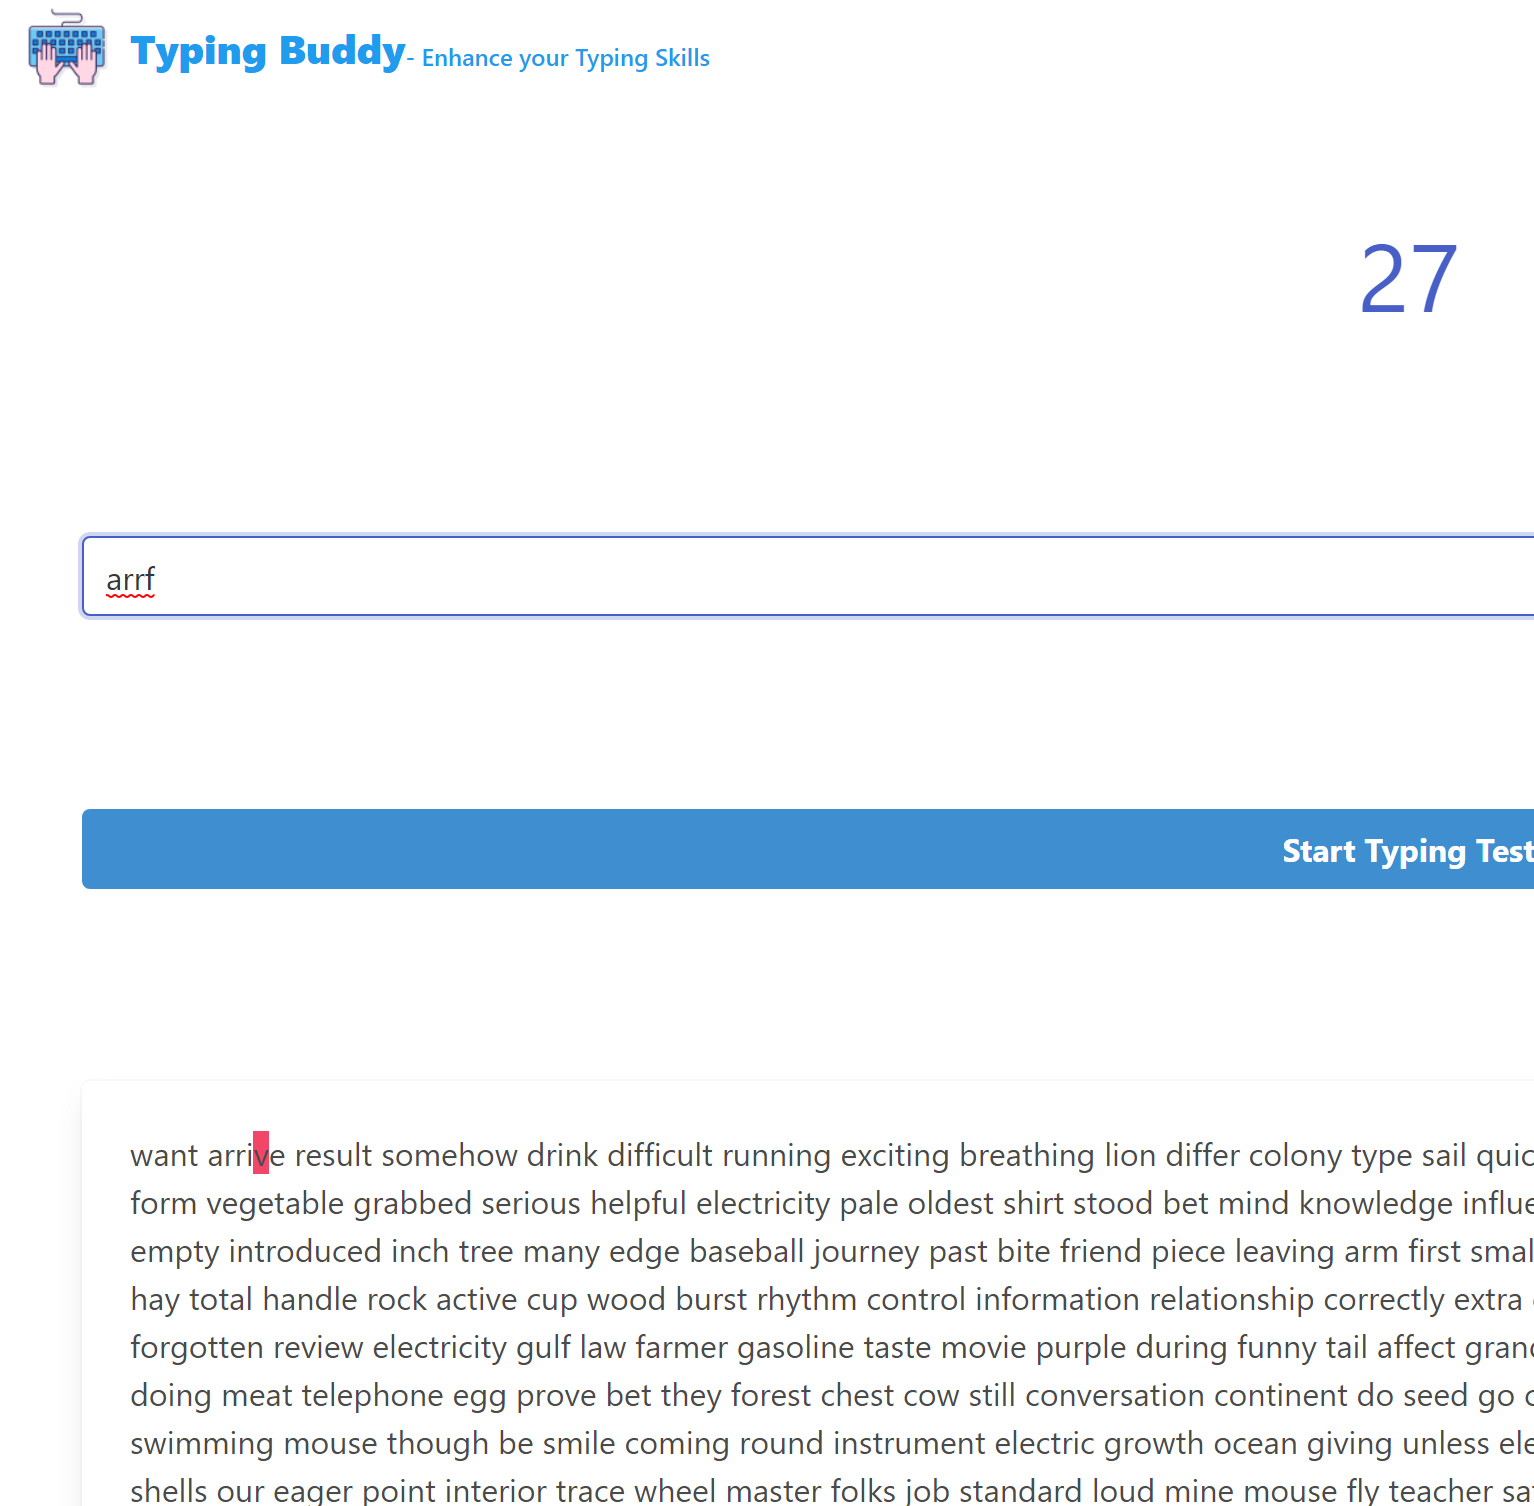 Typing Buddy- Enhance your Typing Skills
27
arrf
Start Typing Test
want arrive result somehow drink difficult running exciting breathing lion differ colony type sail
form vegetable grabbed serious helpful electricity pale oldest shirt stood bet mind knowledge
empty introduced inch tree many edge baseball journey past bite friend piece leaving arm first
hay total handle rock active cup wood burst rhythm control information relationship correctly extra
forgotten review electricity gulf law farmer gasoline taste movie purple during funny tail affect
doing meat telephone egg prove bet they forest chest cow still conversation continent do seed go
swimming mouse though be smile coming round instrument electric growth ocean giving unless
shells our eager point interior trace wheel master folks job standard loud mine mouse fly teacher